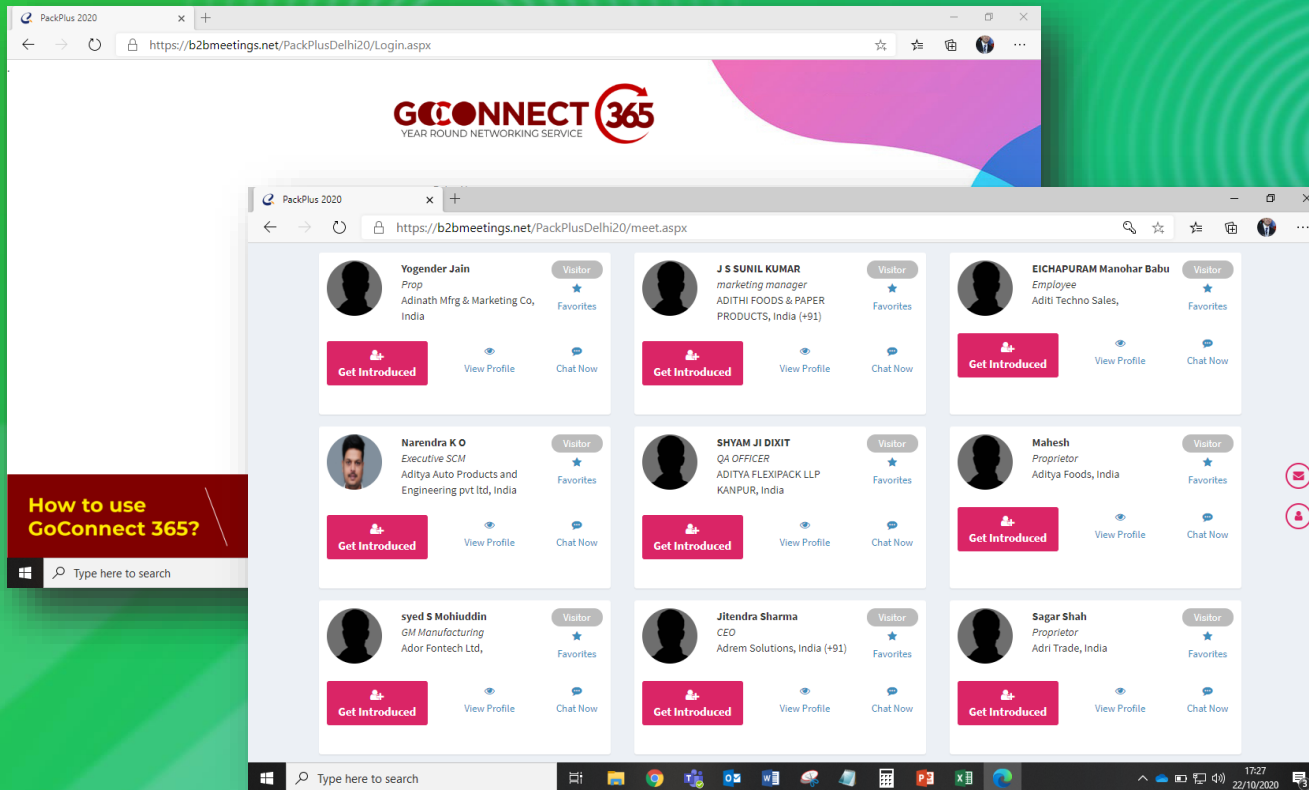 PackPlus 2020
https://b2bmeetings.net/PackPlusDelhi20/Login.aspx
GOCONNECT 365
YEAR ROUND NETWORKING SERVICE
How to use
GoConnect 365?
Type here to search
PackPlus 2020
https://b2bmeetings.net/PackPlusDelhi20/meet.aspx
Yogender Jain
Prop
Adinath Mfrg & Marketing Co,
India
Visitor
Favorites
Get Introduced
View Profile
Chat Now
J S SUNIL KUMAR
marketing manager
ADITHI FOODS & PAPER
PRODUCTS, India (+91)
Visitor
Favorites
Get Introduced
View Profile
Chat Now
EICHAPURAM Manohar Babu
Employee
Aditi Techno Sales,
Visitor
Favorites
Get Introduced
View Profile
Chat Now
Narendra K O
Executive SCM
Aditya Auto Products and
Engineering pvt ltd, India
Visitor
Favorites
Get Introduced
View Profile
Chat Now
SHYAM JI DIXIT
QA OFFICER
ADITYA FLEXIPACK LLP
KANPUR, India
Visitor
Favorites
Get Introduced
View Profile
Chat Now
Mahesh
Proprietor
Aditya Foods, India
Visitor
Favorites
Get Introduced
View Profile
Chat Now
syed S Mohiuddin
GM Manufacturing
Ador Fontech Ltd,
Visitor
Favorites
Get Introduced
View Profile
Chat Now
Jitendra Sharma
CEO
Adrem Solutions, India (+91)
Visitor
Favorites
Get Introduced
View Profile
Chat Now
Sagar Shah
Proprietor
Adri Trade, India
Visitor
Favorites
Get Introduced
View Profile
Chat Now
Type here to search
17:27
22/10/2020